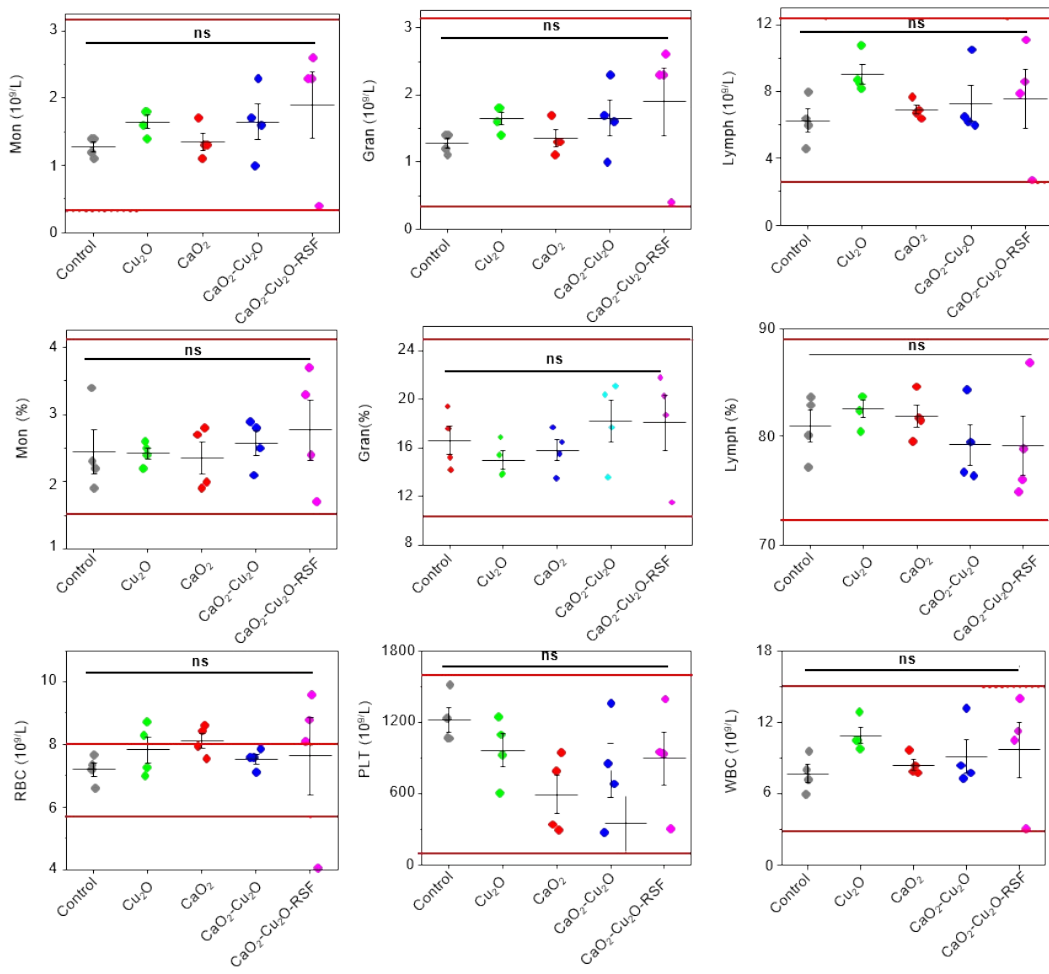 ns
Mon (10⁹/L)
3
2
1
0
Control
Cu₂O
CaO₂
CaO₂-Cu₂O
CaO₂-Cu₂O-RSF
ns
Gran (10⁹/L)
3
2
1
0
Control
Cu₂O
CaO₂
CaO₂-Cu₂O
CaO₂-Cu₂O-RSF
ns
Lymph (10⁹/L)
12
8
4
0
Control
Cu₂O
CaO₂
CaO₂-Cu₂O
CaO₂-Cu₂O-RSF
ns
Mon (%)
4
3
2
1
Control
Cu₂O
CaO₂
CaO₂-Cu₂O
CaO₂-Cu₂O-RSF
ns
Gran(%)
24
20
16
12
8
Control
Cu₂O
CaO₂
CaO₂-Cu₂O
CaO₂-Cu₂O-RSF
ns
Lymph (%)
90
80
70
Control
Cu₂O
CaO₂
CaO₂-Cu₂O
CaO₂-Cu₂O-RSF
ns
RBC (10⁹/L)
10
8
6
4
Control
Cu₂O
CaO₂
CaO₂-Cu₂O
CaO₂-Cu₂O-RSF
ns
PLT (10⁹/L)
1800
1200
600
0
Control
Cu₂O
CaO₂
CaO₂-Cu₂O
CaO₂-Cu₂O-RSF
ns
WBC (10⁹/L)
18
12
6
0
Control
Cu₂O
CaO₂
CaO₂-Cu₂O
CaO₂-Cu₂O-RSF